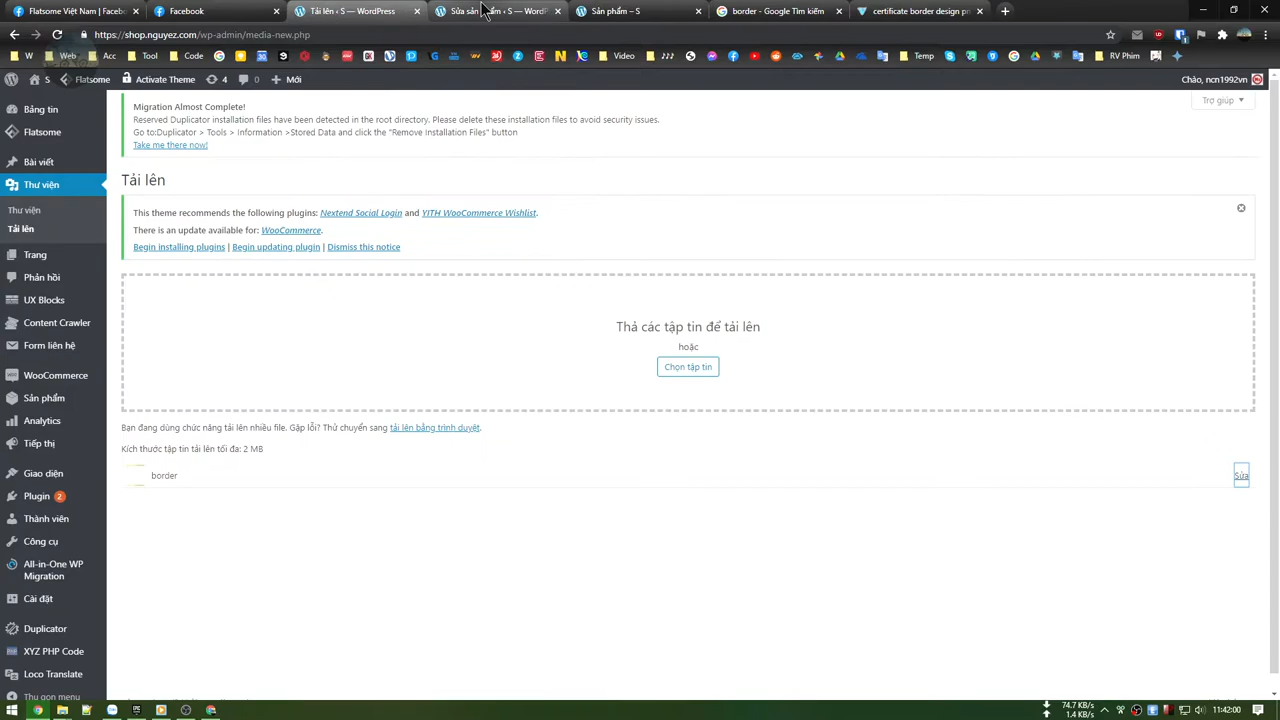 Flatsome Việt Nam | Faceb
Facebook
Tải lên ‹ S — WordPress
Sửa sản
S — WordP
Sản phẩm – S
border - Google Tìm kiếm
certificate border design pn
https://shop.nguyez.com/wp-admin/media-new.php
W
Acc
Tool
Code
Video
♪♪♪
Temp
RV Phim
S
Flatsome
Activate Theme
4
0
Mới
Chào, ncn1992vn
Bảng tin
Flatsome
Bài viết
Thư viện
Thư viện
Tải lên
Trang
Phản hồi
UX Blocks
Content Crawler
Form liên hệ
WooCommerce
Sản phẩm
Analytics
Tiếp thị
Giao diện
Plugin 2
Thành viên
Công cụ
All-in-One WP
Migration
Cài đặt
Duplicator
XYZ PHP Code
Loco Translate
Thu gọn menu
Trợ giúp
Migration Almost Complete!
Reserved Duplicator installation files have been detected in the root directory. Please delete these installation files to avoid security issues.
Go to:Duplicator > Tools > Information >Stored Data and click the "Remove Installation Files" button
Take me there now!
Tải lên
This theme recommends the following plugins: Nextend Social Login and YITH WooCommerce Wishlist.
There is an update available for: WooCommerce.
Begin installing plugins | Begin updating plugin | Dismiss this notice
Thả các tập tin để tải lên
hoặc
Chọn tập tin
Bạn đang dùng chức năng tải lên nhiều file. Gặp lỗi? Thử chuyển sang tải lên bằng trình duyệt.
Kích thước tập tin tải lên tối đa: 2 MB
border
Sửa
74.7 KB/s
1.4 KB/s
11:42:00